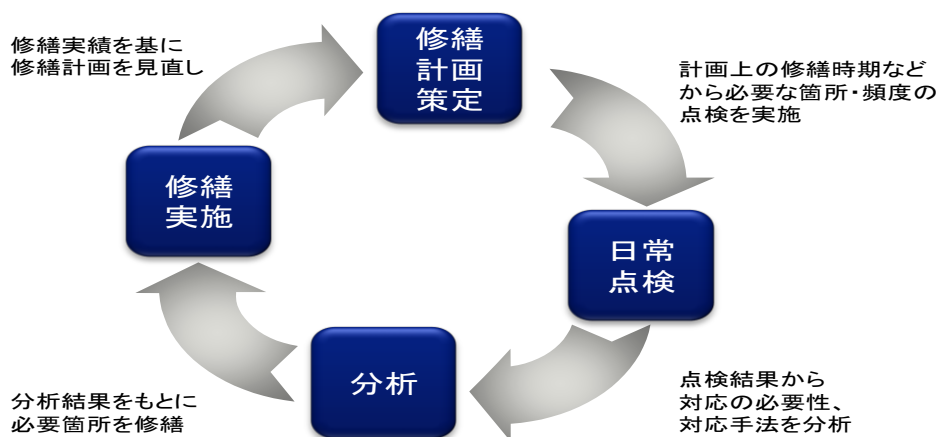 修繕
計画
策定
計画上の修繕時期など
から必要な箇所・頻度の
点検を実施
日常
点検
点検結果から
対応の必要性、
対応手法を分析
分析
分析結果をもとに
必要箇所を修繕
修繕
実施
修繕実績を基に
修繕計画を見直し